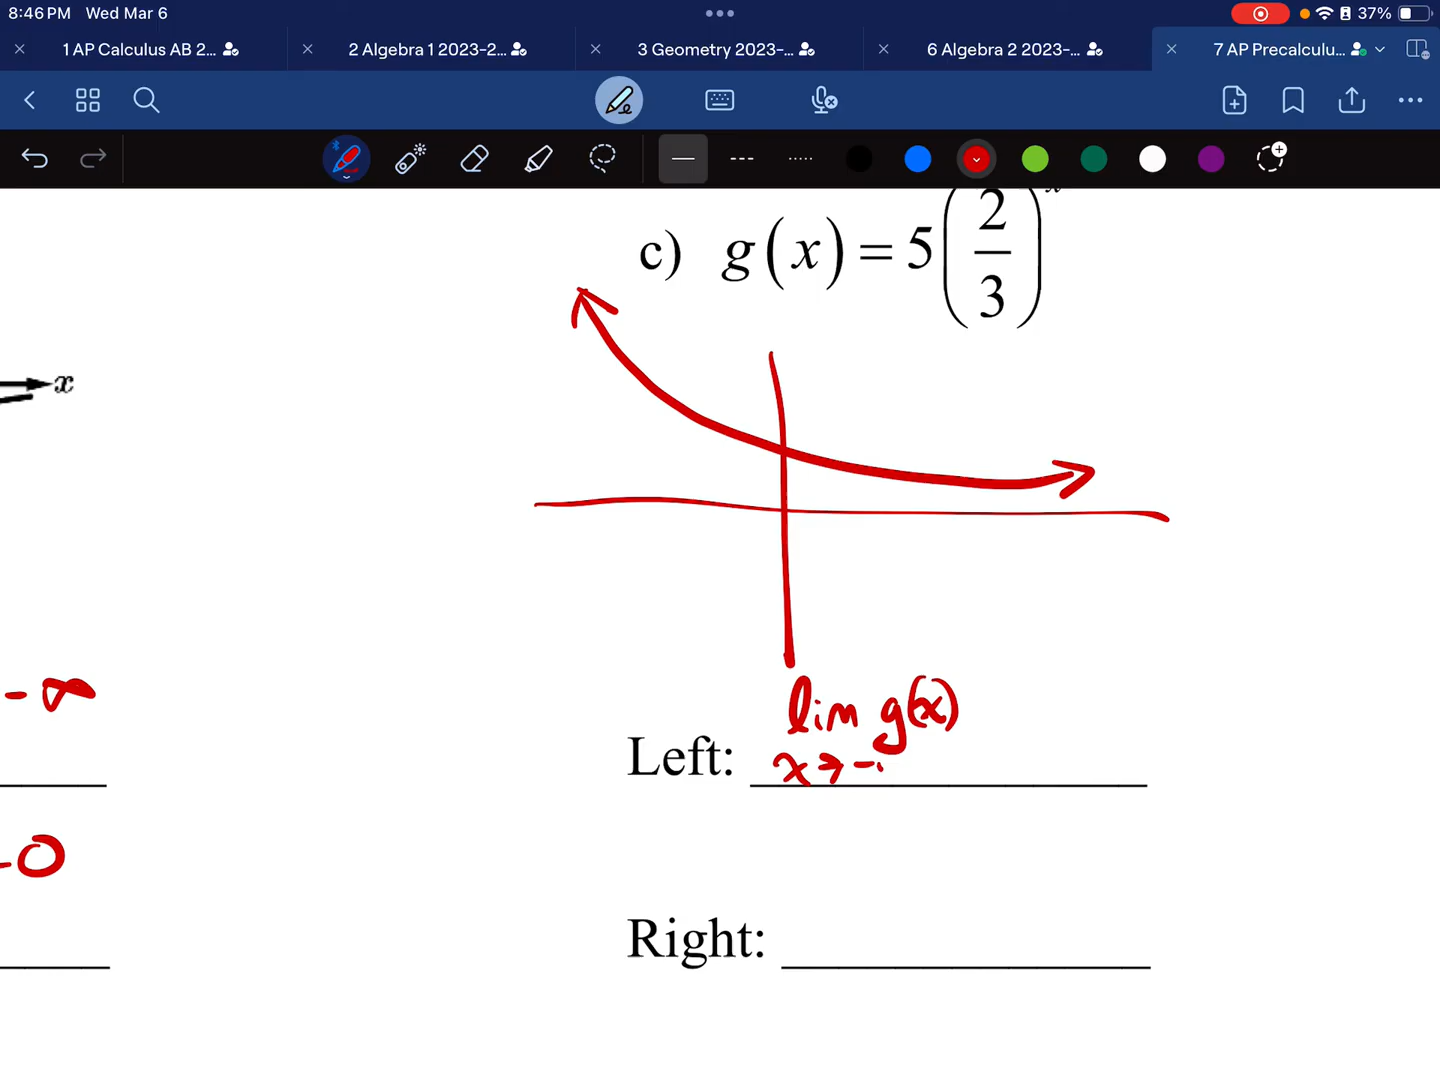 8:46 PM Wed Mar 6
37%
1 AP Calculus AB 2...
2 Algebra 1 2023-2...
3 Geometry 2023-...
6 Algebra 2 2023-...
7 AP Precalculu...
c) g(x) = 5(2/3)^x
x
lim g(x)
x → -
Left:
- ∞
0
Right: